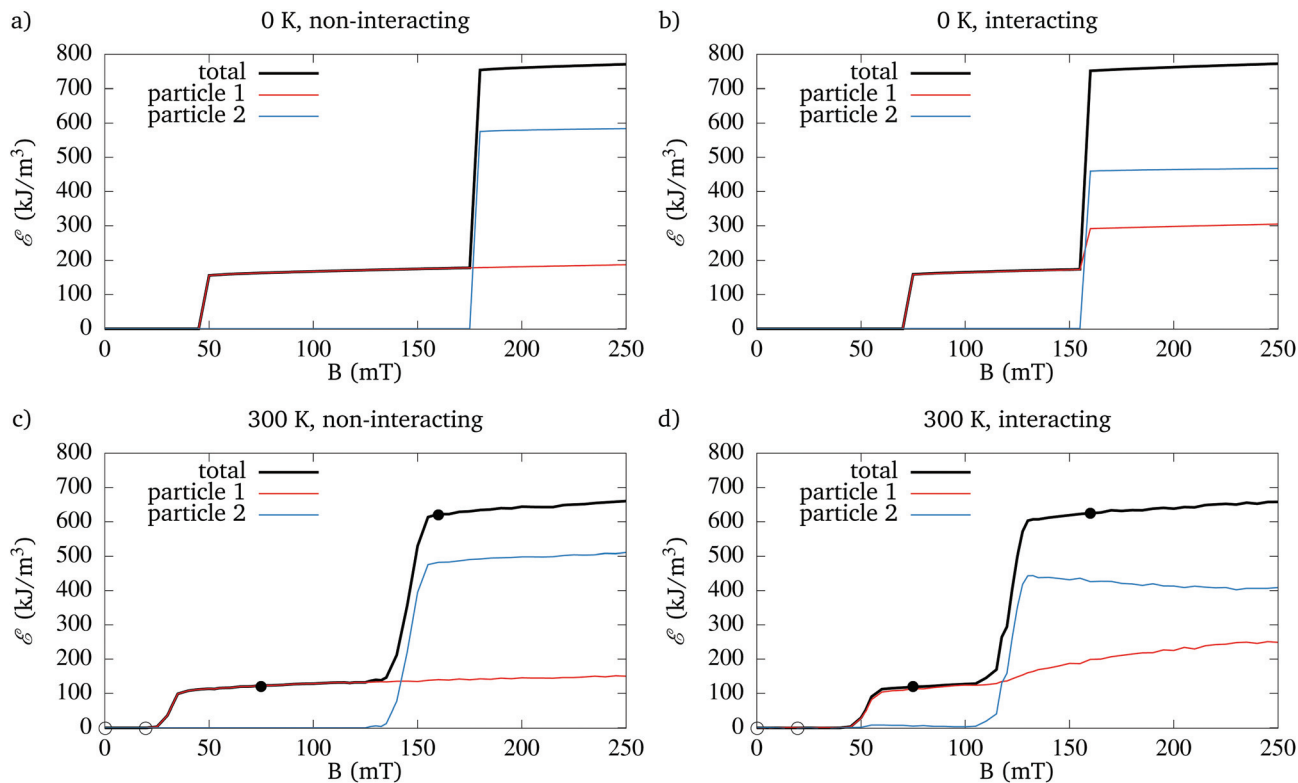 a) 0 K, non-interacting
800
700
600
500
400
300
200
100
0
ℰ (kJ/m³)
total
particle 1
particle 2
0 50 100 150 200 250
B (mT)
b) 0 K, interacting
800
700
600
500
400
300
200
100
0
ℰ (kJ/m³)
total
particle 1
particle 2
0 50 100 150 200 250
B (mT)
c) 300 K, non-interacting
800
700
600
500
400
300
200
100
0
ℰ (kJ/m³)
total
particle 1
particle 2
0 50 100 150 200 250
B (mT)
d) 300 K, interacting
800
700
600
500
400
300
200
100
0
ℰ (kJ/m³)
total
particle 1
particle 2
0 50 100 150 200 250
B (mT)